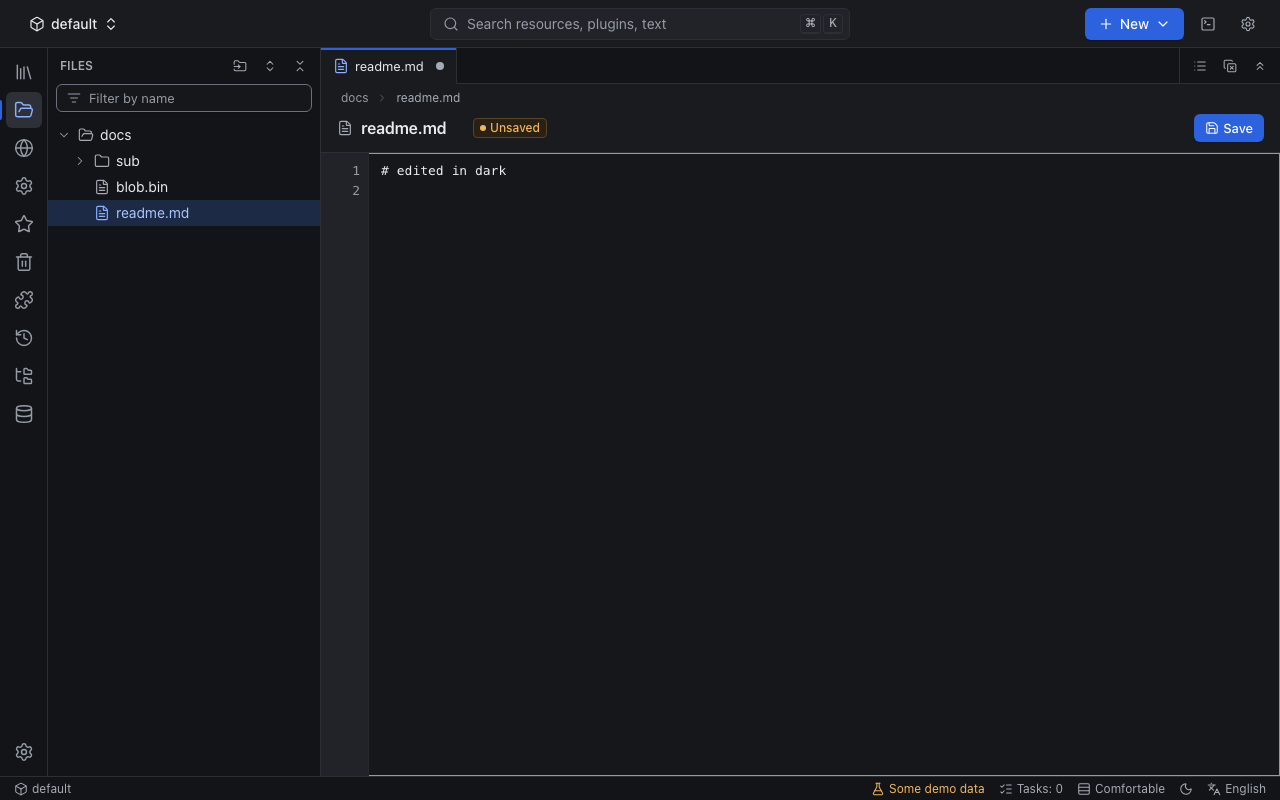 default
Search resources, plugins, text
⌘ K
New
FILES
Filter by name
docs
sub
blob.bin
readme.md
readme.md
docs
readme.md
readme.md
Unsaved
Save
1 # edited in dark
2
default
Some demo data
Tasks: 0
Comfortable
English